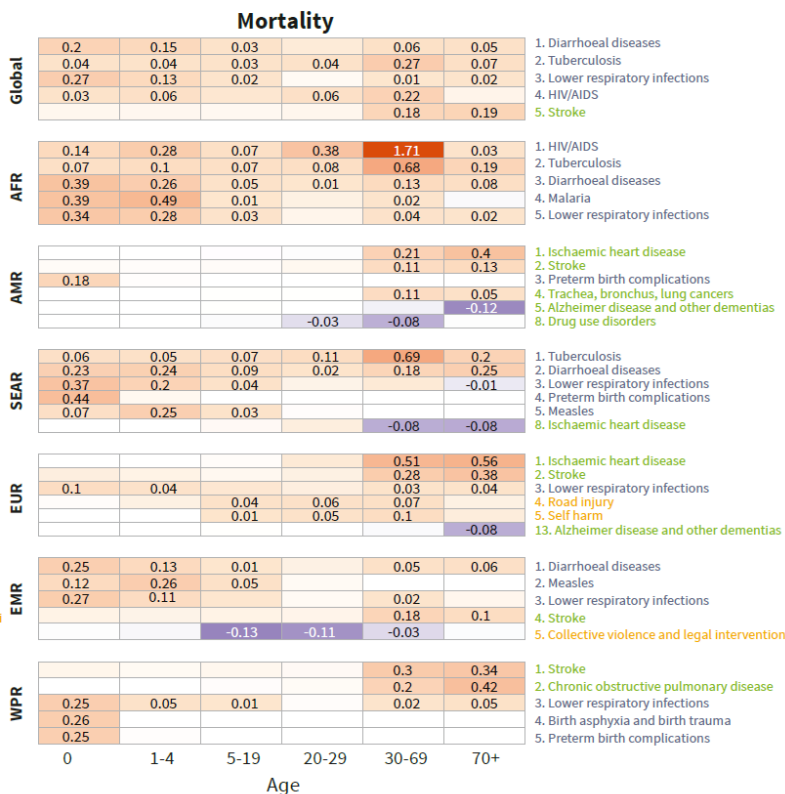 Mortality
Global
0.2 0.15 0.03 0.06 0.05 1. Diarrhoeal diseases
0.04 0.04 0.03 0.04 0.27 0.07 2. Tuberculosis
0.27 0.13 0.02 0.01 0.02 3. Lower respiratory infections
0.03 0.06 0.06 0.22 4. HIV/AIDS
0.18 0.19 5. Stroke
AFR
0.14 0.28 0.07 0.38 1.71 0.03 1. HIV/AIDS
0.07 0.1 0.07 0.08 0.68 0.19 2. Tuberculosis
0.39 0.26 0.05 0.01 0.13 0.08 3. Diarrhoeal diseases
0.39 0.49 0.01 0.02 4. Malaria
0.34 0.28 0.03 0.04 0.02 5. Lower respiratory infections
AMR
0.21 0.4 1. Ischaemic heart disease
0.11 0.13 2. Stroke
0.18 3. Preterm birth complications
0.11 0.05 4. Trachea, bronchus, lung cancers
-0.12 5. Alzheimer disease and other dementias
-0.03 -0.08 8. Drug use disorders
SEAR
0.06 0.05 0.07 0.11 0.69 0.2 1. Tuberculosis
0.23 0.24 0.09 0.02 0.18 0.25 2. Diarrhoeal diseases
0.37 0.2 0.04 -0.01 3. Lower respiratory infections
0.44 4. Preterm birth complications
0.07 0.25 0.03 5. Measles
-0.08 -0.08 8. Ischaemic heart disease
EUR
0.51 0.56 1. Ischaemic heart disease
0.28 0.38 2. Stroke
0.1 0.04 0.03 0.04 3. Lower respiratory infections
0.04 0.06 0.07 4. Road injury
0.01 0.05 0.1 5. Self harm
-0.08 13. Alzheimer disease and other dementias
EMR
0.25 0.13 0.01 0.05 0.06 1. Diarrhoeal diseases
0.12 0.26 0.05 2. Measles
0.27 0.11 0.02 3. Lower respiratory infections
0.18 0.1 4. Stroke
-0.13 -0.11 -0.03 5. Collective violence and legal intervention
WPR
0.3 0.34 1. Stroke
0.2 0.42 2. Chronic obstructive pulmonary disease
0.25 0.05 0.01 0.02 0.05 3. Lower respiratory infections
0.26 4. Birth asphyxia and birth trauma
0.25 5. Preterm birth complications
0 1-4 5-19 20-29 30-69 70+
Age